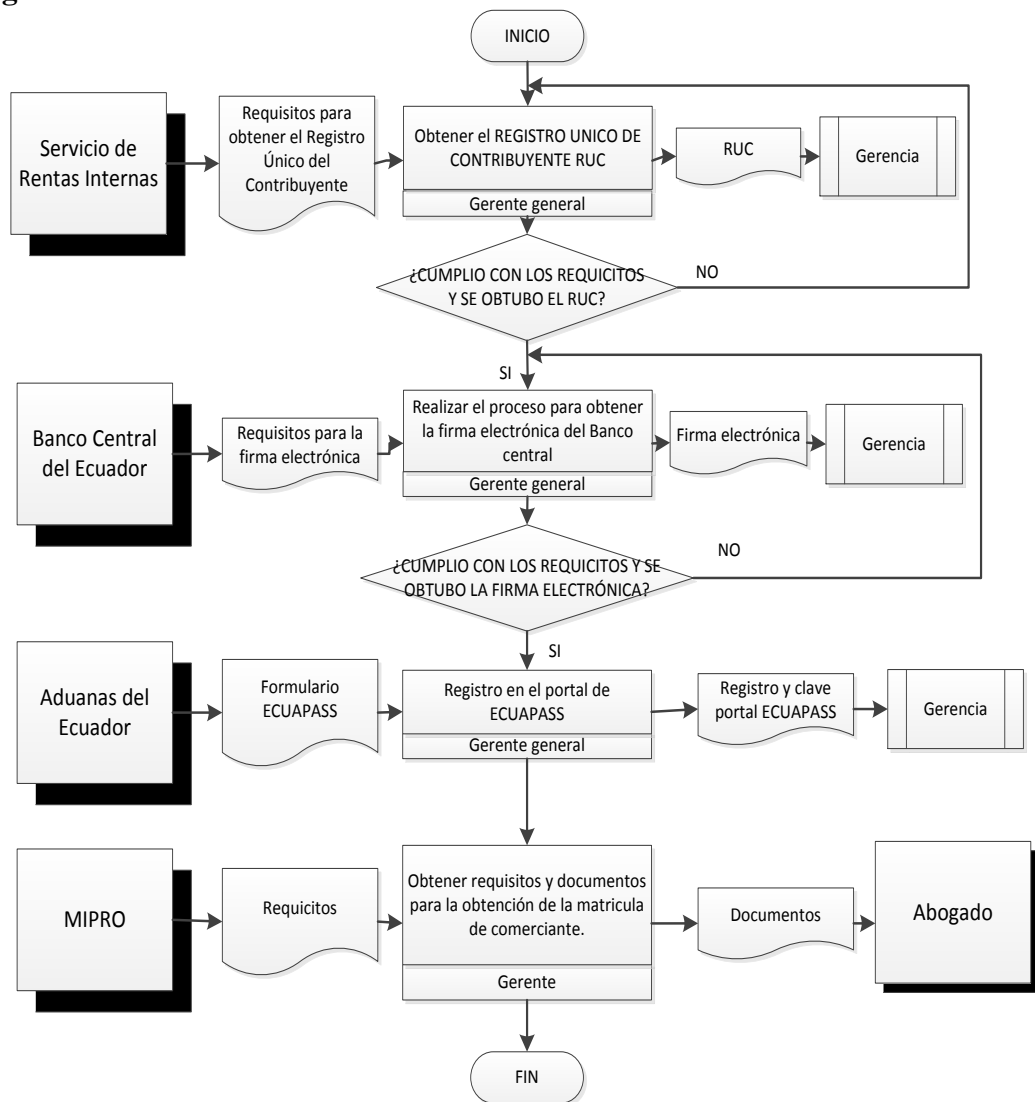 g
INICIO
Servicio de
Rentas Internas
Requisitos para
obtener el Registro
Único del
Contribuyente
Obtener el REGISTRO UNICO DE
CONTRIBUYENTE RUC
Gerente general
RUC
Gerencia
¿CUMPLIO CON LOS REQUICITOS
Y SE OBTUBO EL RUC?
NO
SI
Banco Central
del Ecuador
Requisitos para la
firma electrónica
Realizar el proceso para obtener
la firma electrónica del Banco
central
Gerente general
Firma electrónica
Gerencia
¿CUMPLIO CON LOS REQUICITOS Y SE
OBTUBO LA FIRMA ELECTRÓNICA?
NO
SI
Aduanas del
Ecuador
Formulario
ECUAPASS
Registro en el portal de
ECUAPASS
Gerente general
Registro y clave
portal ECUAPASS
Gerencia
MIPRO
Requicitos
Obtener requisitos y documentos
para la obtención de la matricula
de comerciante.
Gerente
Documentos
Abogado
FIN